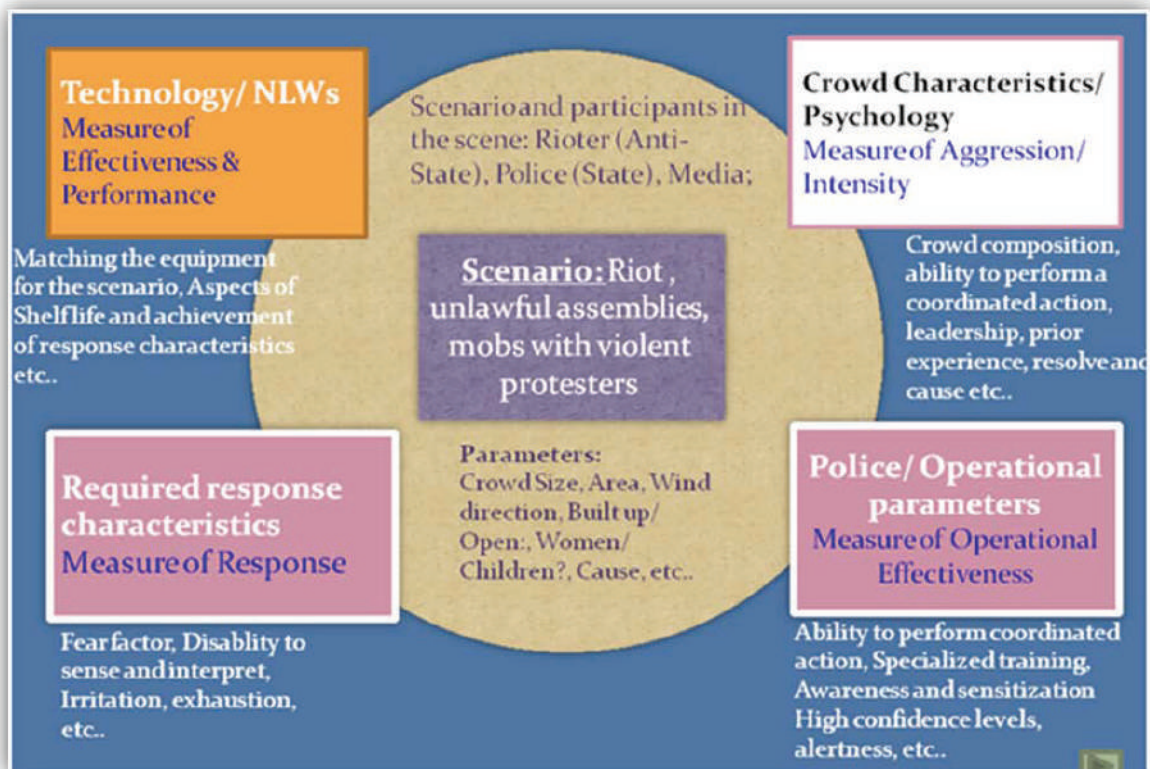 Technology/ NLWs
Measure of
Effectiveness &
Performance
Matching the equipment
for the scenario, Aspects of
Shelf life and achievement
of response characteristics
etc..
Scenario and participants in
the scene: Rioter (Anti-
State), Police (State), Media;
Crowd Characteristics/
Psychology
Measure of Aggression/
Intensity
Crowd composition,
ability to perform a
coordinated action,
leadership, prior
experience, resolve and
cause etc..
Scenario: Riot ,
unlawful assemblies,
mobs with violent
protesters
Required response
characteristics
Measure of Response
Fear factor, Disablity to
sense and interpret,
Irritation, exhaustion,
etc..
Parameters:
Crowd Size, Area, Wind
direction, Built up/
Open:, Women/
Children?, Cause, etc..
Police/ Operational
parameters
Measure of Operational
Effectiveness
Ability to perform coordinated
action, Specialized training,
Awareness and sensitization
High confidence levels,
alertness, etc..